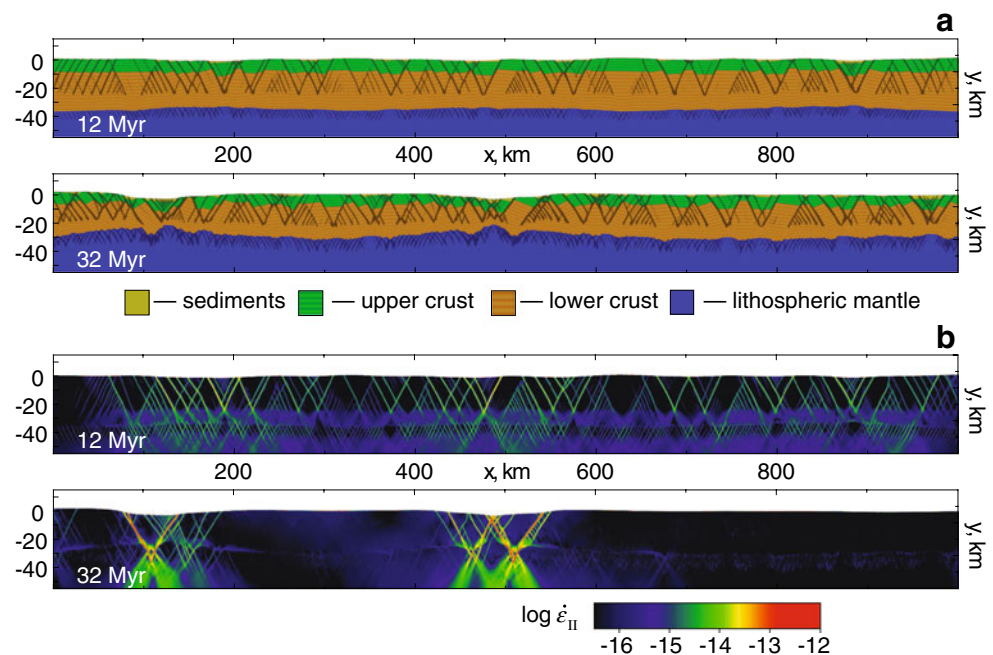 a
0
-20
-40
12 Myr
y, km
200 400 x, km 600 800
0
-20
-40
32 Myr
y, km
— sediments — upper crust — lower crust — lithospheric mantle
b
0
-20
-40
12 Myr
y, km
200 400 x, km 600 800
0
-20
-40
32 Myr
y, km
log ε̇II
-16 -15 -14 -13 -12